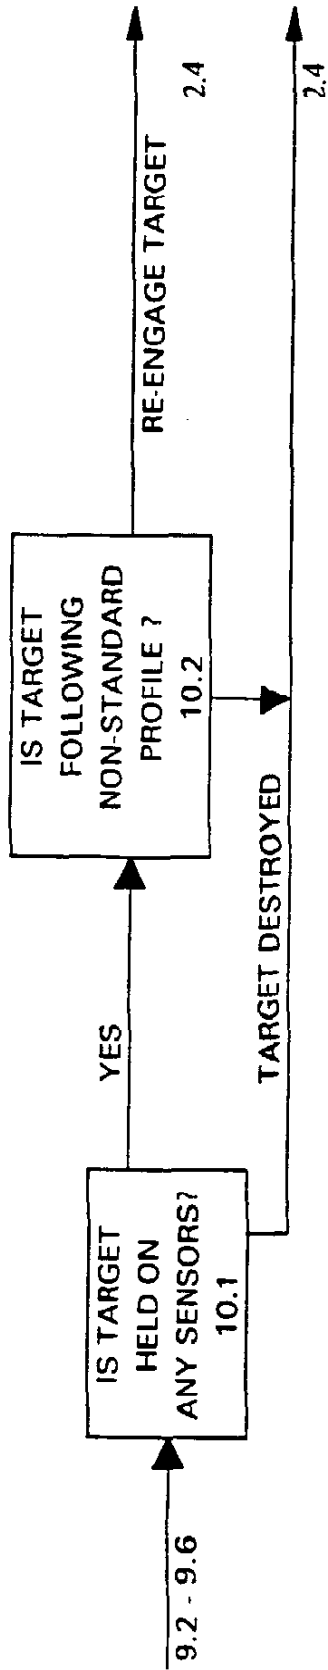 9.2 - 9.6
IS TARGET
HELD ON
ANY SENSORS?
10.1
YES
IS TARGET
FOLLOWING
NON-STANDARD
PROFILE ?
10.2
RE-ENGAGE TARGET
2.4
TARGET DESTROYED
2.4